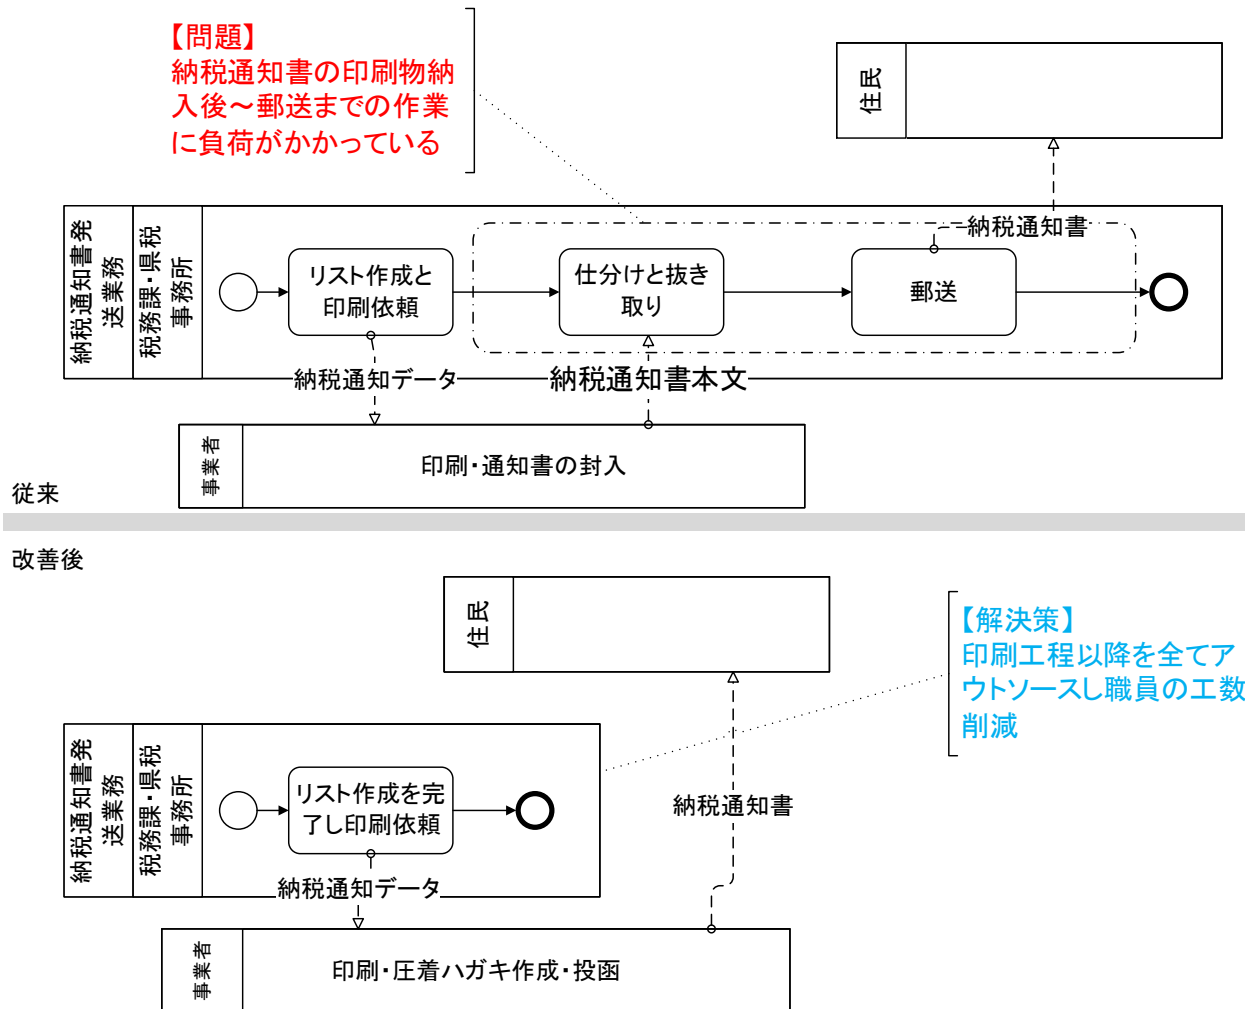 【問題】
納税通知書の印刷物納
入後～郵送までの作業
に負荷がかかっている
住民
納税通知書発
送業務
税務課・県税
事務所
リスト作成と
印刷依頼
仕分けと抜き
取り
郵送
納税通知書
納税通知データ
納税通知書本文
事業者
印刷・通知書の封入
従来
改善後
住民
【解決策】
印刷工程以降を全てア
ウトソースし職員の工数
削減
納税通知書発
送業務
税務課・県税
事務所
リスト作成を完
了し印刷依頼
納税通知書
納税通知データ
事業者
印刷・圧着ハガキ作成・投函